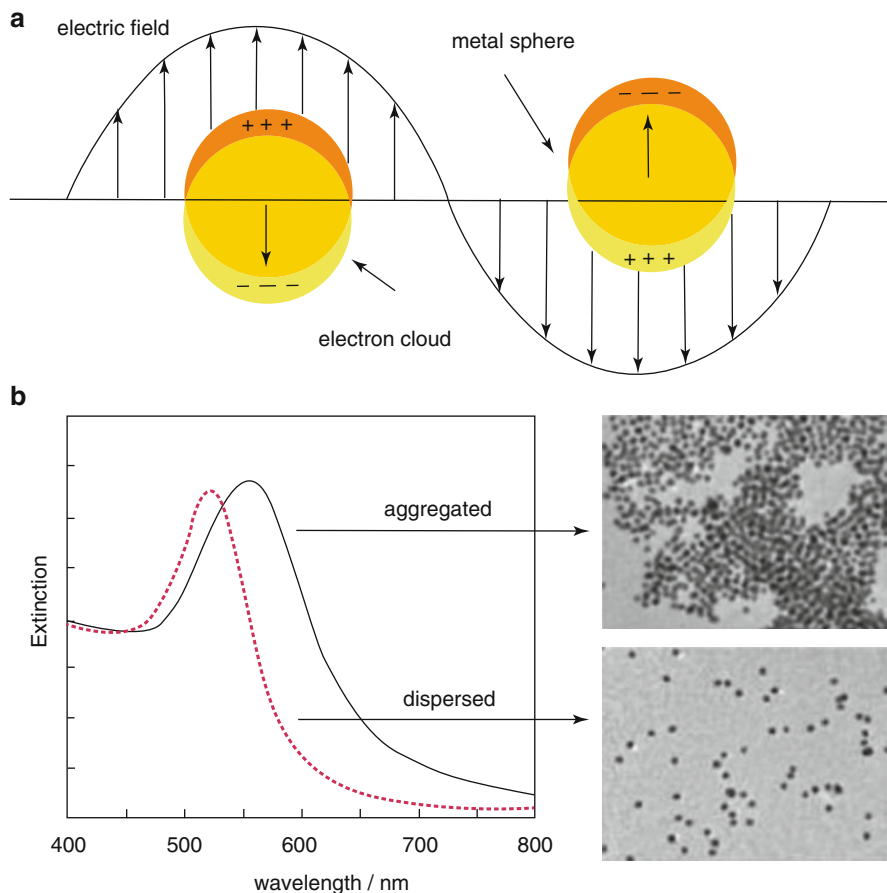 a
electric field
metal sphere
+ + +
— — —
— — —
+ + +
electron cloud
b
Extinction
aggregated
dispersed
400 500 600 700 800
wavelength / nm